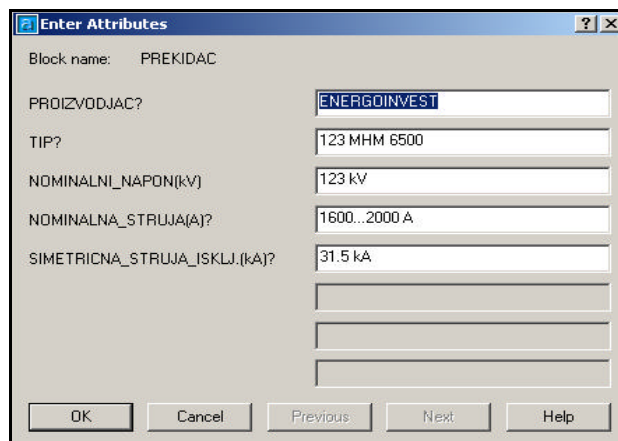 Enter Attributes
Block name: PREKIDAC
PROIZVODJAC? ENERGOINVEST
TIP? 123 MHM 6500
NOMINALNI_NAPON(kV) 123 kV
NOMINALNA_STRUJA(A)? 1600...2000 A
SIMETRICNA_STRUJA_ISKLJ.(kA)? 31.5 kA
OK Cancel Previous Next Help